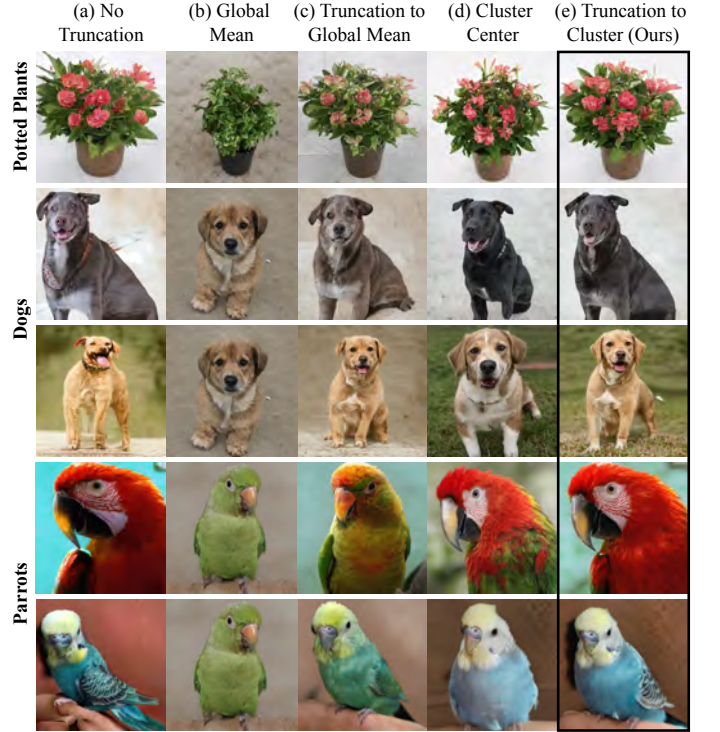 (a) No
Truncation
(b) Global
Mean
(c) Truncation to
Global Mean
(d) Cluster
Center
(e) Truncation to
Cluster (Ours)
Potted Plants
Dogs
Parrots